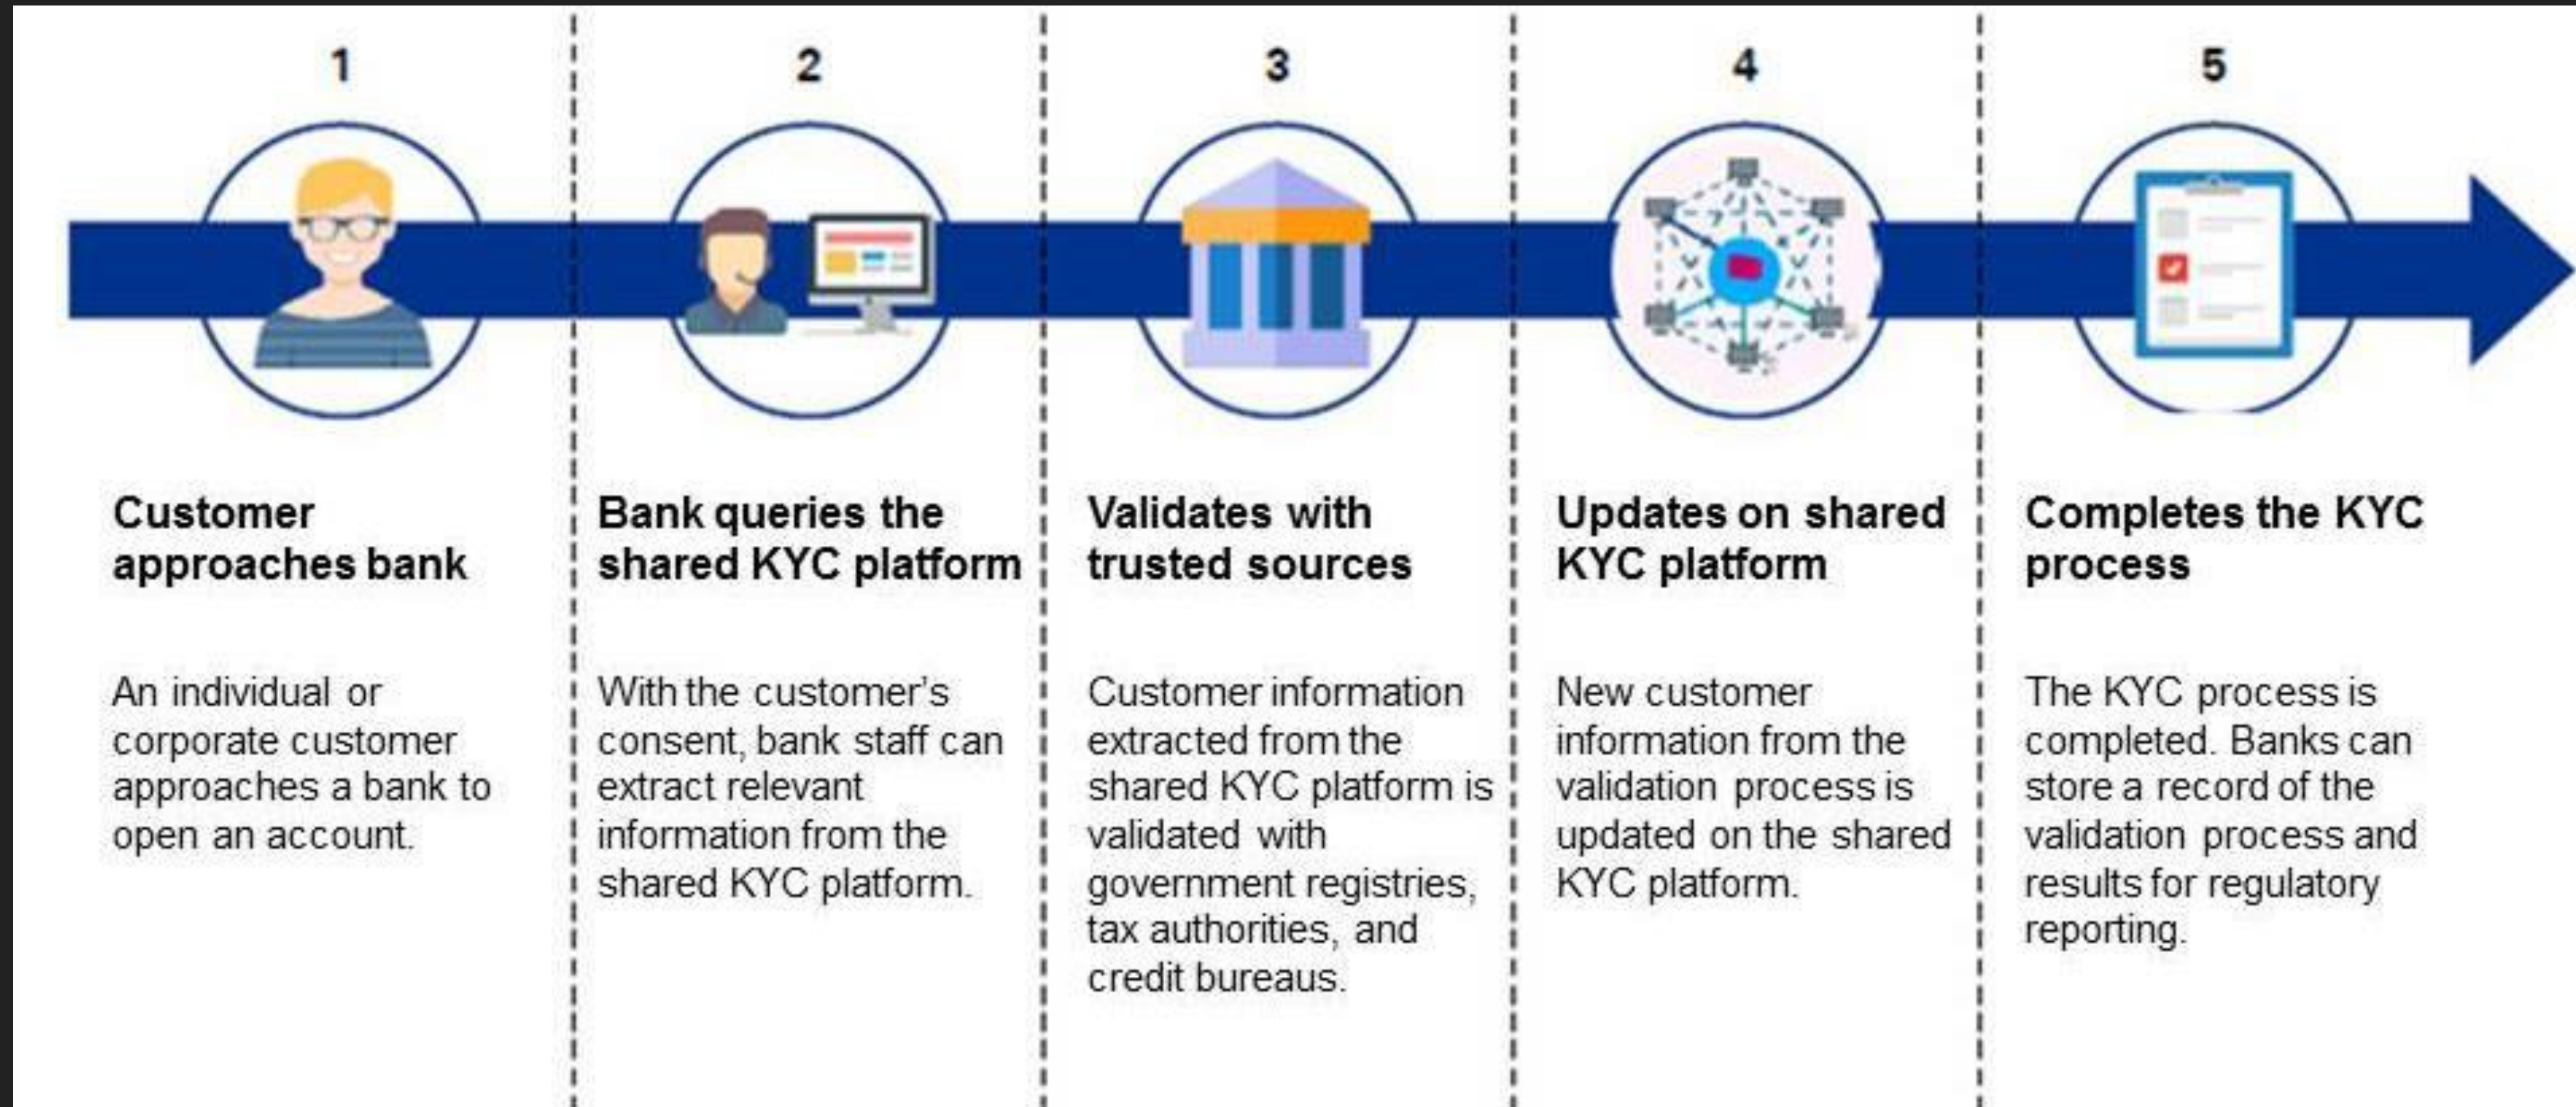 1
2
3
4
5
Customer
approaches bank
An individual or
corporate customer
approaches a bank to
open an account.
Bank queries the
shared KYC platform
With the customer's
consent, bank staff can
extract relevant
information from the
shared KYC platform.
Validates with
trusted sources
Customer information
extracted from the
shared KYC platform is
validated with
government registries,
tax authorities, and
credit bureaus.
Updates on shared
KYC platform
New customer
information from the
validation process is
updated on the shared
KYC platform.
Completes the KYC
process
The KYC process is
completed. Banks can
store a record of the
validation process and
results for regulatory
reporting.